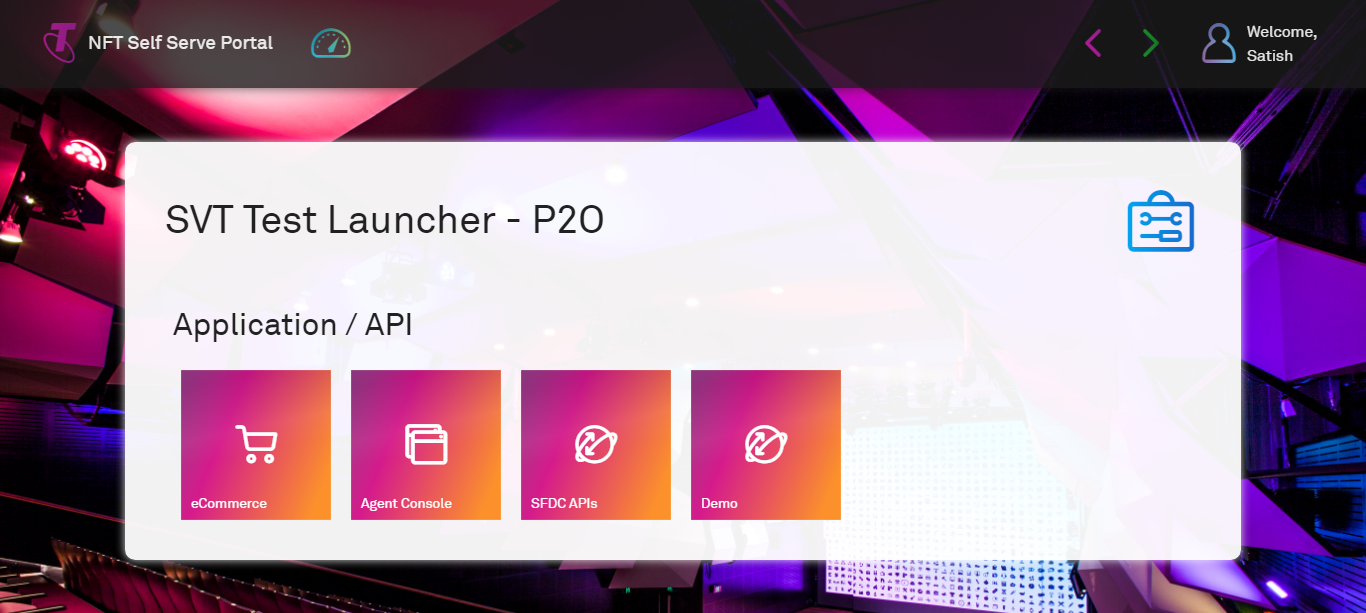 NFT Self Serve Portal
Welcome,
Satish
SVT Test Launcher - P2O
Application / API
eCommerce
Agent Console
SFDC APIs
Demo